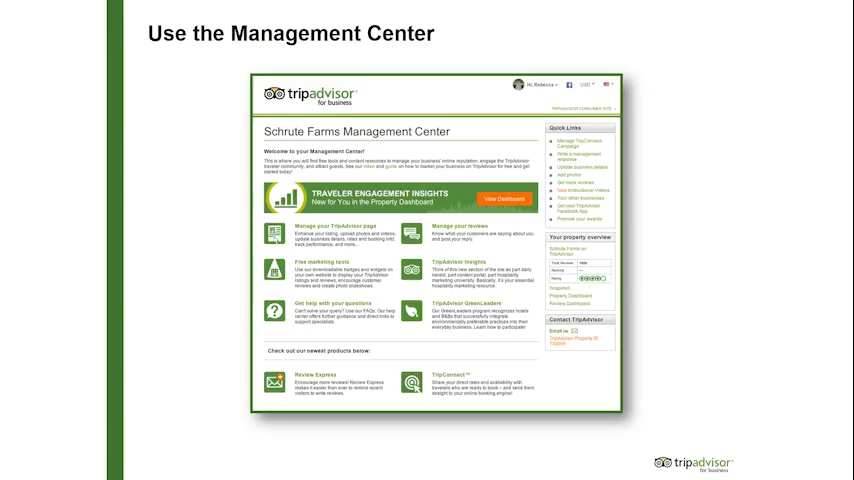 Use the Management Center
tripadvisor™
for business
Hi, Rebecca
USD
TRIPADVISOR CONSUMER SITE
Schrute Farms Management Center
Welcome to your Management Center!
This is where you will find free tools and content resources to manage your business' online reputation, engage the TripAdvisor
traveler community, and attract guests. See our video and guide on how to market your business on TripAdvisor for free and get
started today!
TRAVELER ENGAGEMENT INSIGHTS
New for You in the Property Dashboard
View Dashboard
Manage your TripAdvisor page
Enhance your listing, upload photos and videos,
update business details, rates and booking info,
track performance, and more...
Manage your reviews
Know what your customers are saying about you
and post your reply.
Free marketing tools
Use our downloadable badges and widgets on
your own website to display your TripAdvisor
ratings and reviews, encourage customer
reviews and create photo slideshows.
TripAdvisor Insights
Think of this new section of the site as part daily
herald, part content portal, part hospitality
marketing university. Basically, it's your essential
hospitality marketing resource.
Get help with your questions
Can't solve your query? Use our FAQs. Our help
center offers further guidance and direct links to
support specialists.
TripAdvisor GreenLeaders
Our GreenLeaders program recognizes hotels
and B&Bs that successfully integrate
environmentally preferable practices into their
everyday business. Learn how to participate!
Check out our newest products below:
Review Express
Encourage more reviews! Review Express
makes it easier than ever to remind recent
visitors to write reviews.
TripConnect™
Share your direct rates and availability with
travelers who are ready to book – and send them
straight to your online booking engine!
Quick Links
Manage TripConnect
Campaign
Write a management
response
Update business details
Add photos
Get more reviews
New Instructional Videos
Your other businesses
Get your TripAdvisor
Facebook App
Promote your awards
Your property overview
Schrute Farms on
TripAdvisor
Total Reviews
Ranking
Rating
Snapshot
Property Dashboard
Review Dashboard
Contact TripAdvisor
Email us
TripAdvisor Property ID
tripadvisor™
for business